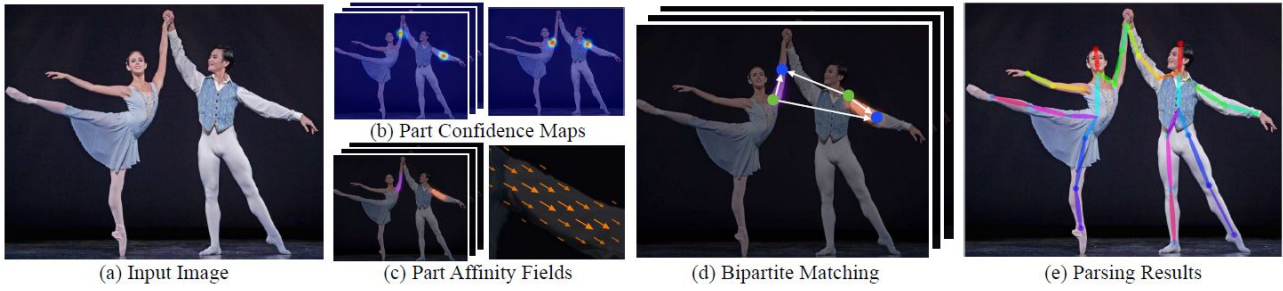 (a) Input Image
(b) Part Confidence Maps
(c) Part Affinity Fields
(d) Bipartite Matching
(e) Parsing Results